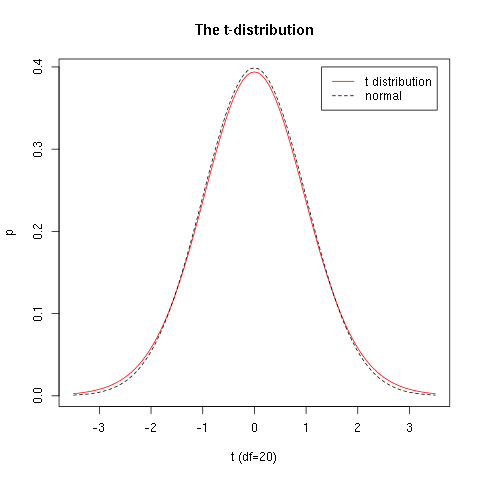 The t-distribution
t distribution
normal
p
0.4
0.3
0.2
0.1
0.0
-3 -2 -1 0 1 2 3
t (df=20)